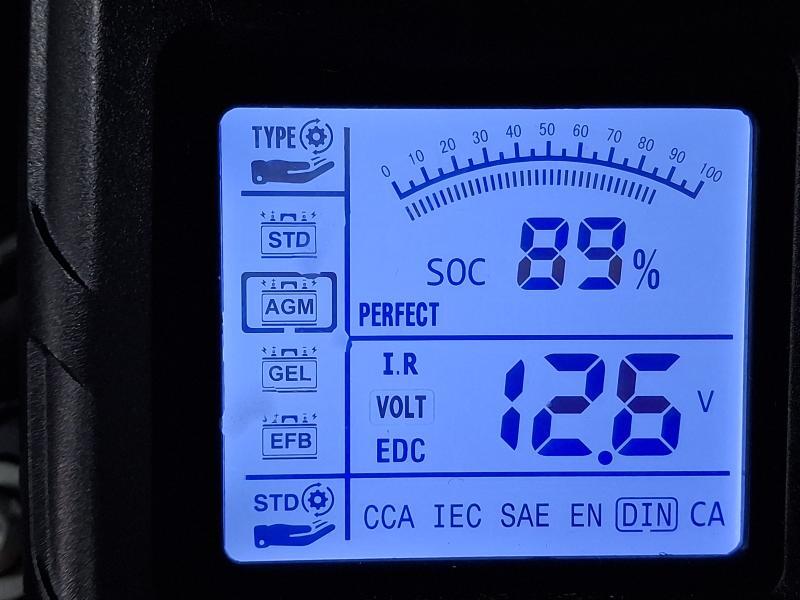 TYPE
0 10 20 30 40 50 60 70 80 90 100
STD
SOC 89%
AGM
PERFECT
I.R
GEL
VOLT 12.6 V
EFB
EDC
STD
CCA IEC SAE EN DIN CA